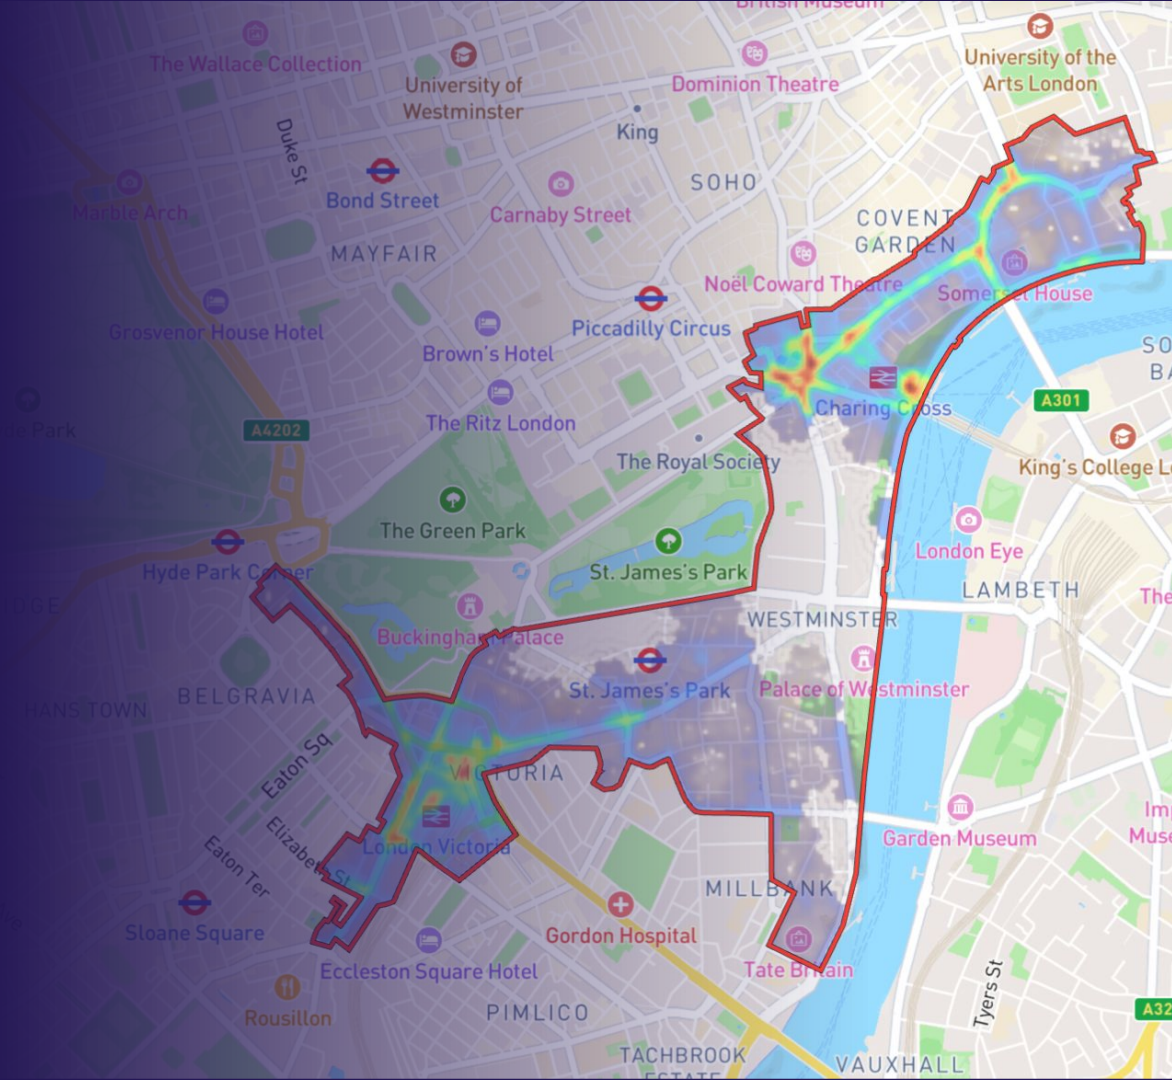 British Museum
The Wallace Collection
University of
Westminster
Dominion Theatre
University of the
Arts London
King
Duke St
Bond Street
SOHO
Marble Arch
Carnaby Street
MAYFAIR
COVENT
GARDEN
Noël Coward Theatre
Somerset House
Grosvenor House Hotel
Piccadilly Circus
Brown's Hotel
SO
BA
The Ritz London
Charing Cross
A301
A4202
The Royal Society
King's College L
The Green Park
London Eye
Hyde Park Corner
St. James's Park
LAMBETH
The
WESTMINSTER
Buckingham Palace
BELGRAVIA
St. James's Park
Palace of Westminster
HANS TOWN
Eaton Sq
VICTORIA
Elizabeth St
London Victoria
Garden Museum
Im
Muse
Eaton Ter
MILLBANK
Sloane Square
Gordon Hospital
Eccleston Square Hotel
Tate Britain
Tyers St
Rousillon
PIMLICO
A32
TACHBROOK
ESTATE
VAUXHALL